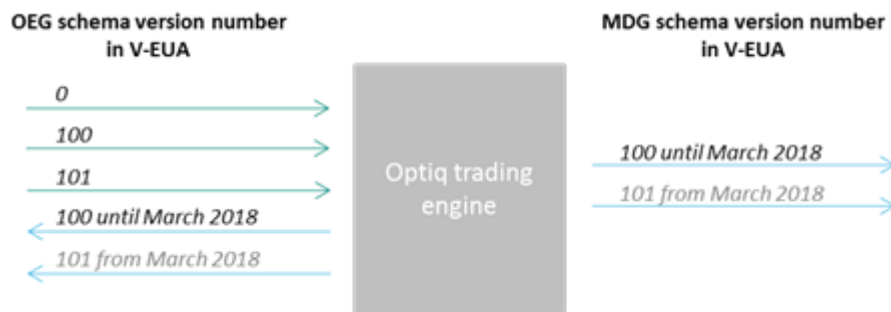 OEG schema version number
in V-EUA
0
100
101
100 until March 2018
101 from March 2018
Optiq trading
engine
MDG schema version number
in V-EUA
100 until March 2018
101 from March 2018